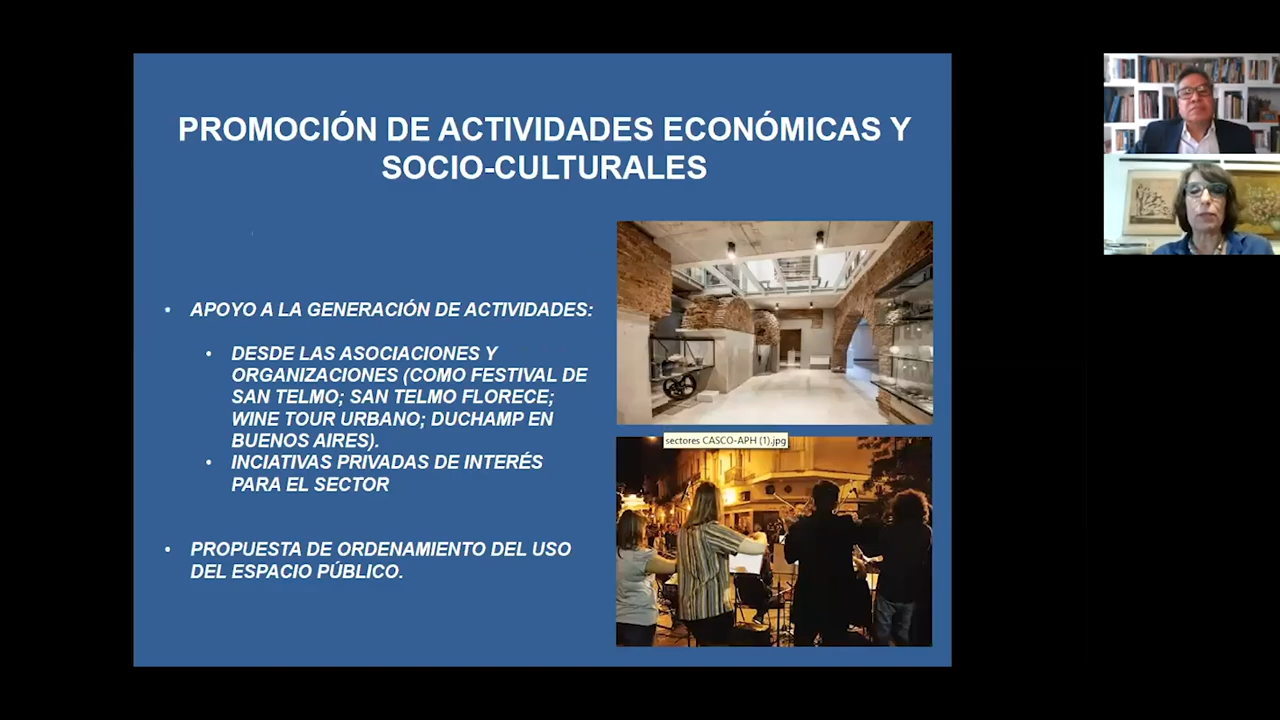 PROMOCIÓN DE ACTIVIDADES ECONÓMICAS Y
SOCIO-CULTURALES
• APOYO A LA GENERACIÓN DE ACTIVIDADES:
• DESDE LAS ASOCIACIONES Y
ORGANIZACIONES (COMO FESTIVAL DE
SAN TELMO; SAN TELMO FLORECE;
WINE TOUR URBANO; DUCHAMP EN
BUENOS AIRES).
• INCIATIVAS PRIVADAS DE INTERÉS
PARA EL SECTOR
• PROPUESTA DE ORDENAMIENTO DEL USO
DEL ESPACIO PÚBLICO.
sectores CASCO-APH (1).jpg